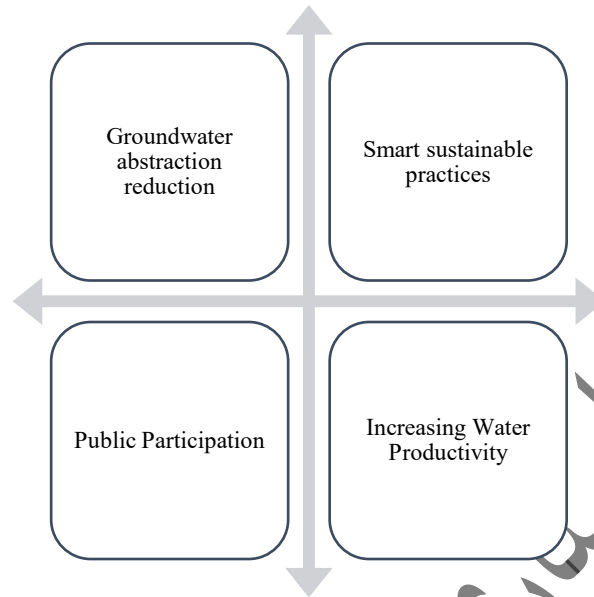 Groundwater
abstraction
reduction
Smart sustainable
practices
Public Participation
Increasing Water
Productivity